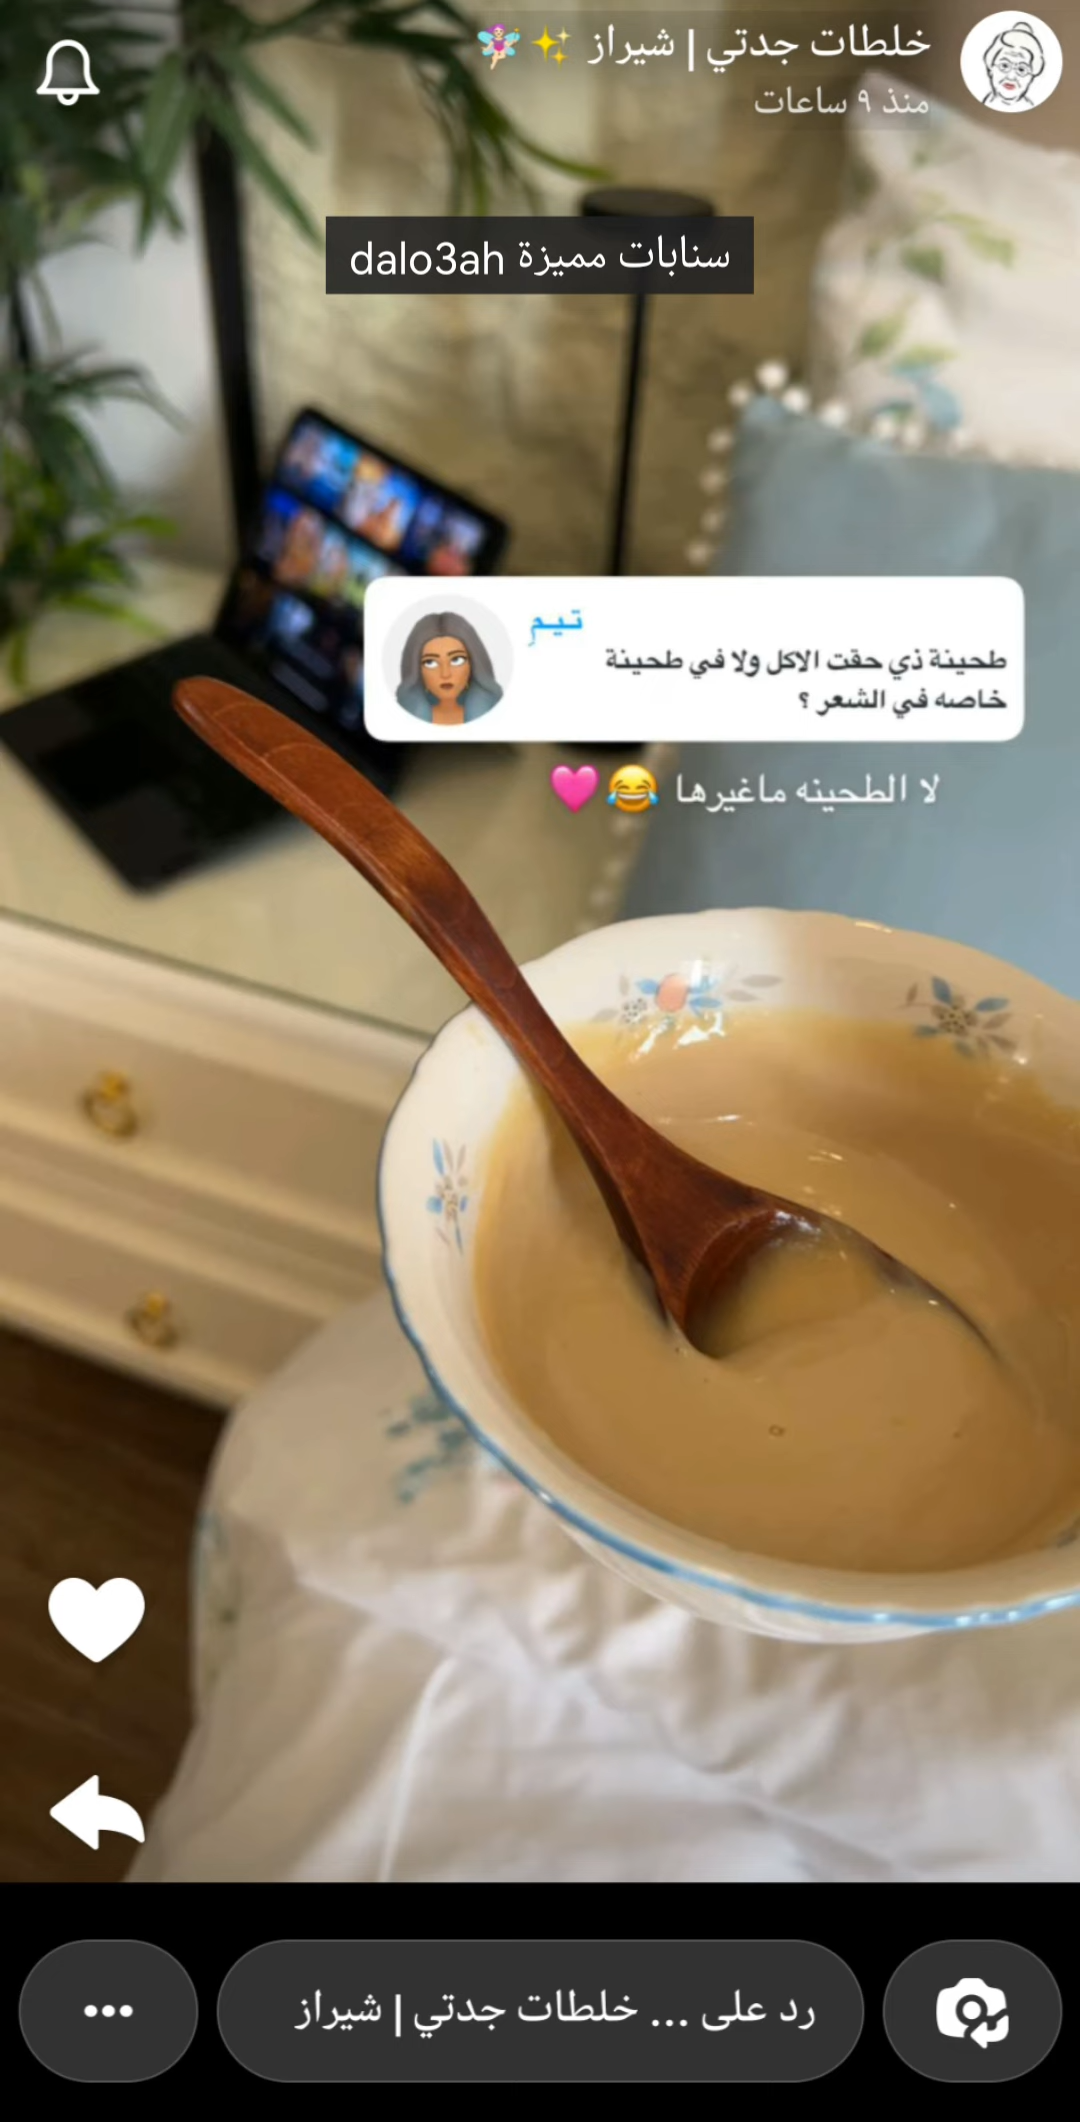 خلطات جدتي | شيراز ✨🧚🏻‍♀️
منذ ٩ ساعات
سنابات مميزة dalo3ah
تيم
طحينة ذي حقت الاكل ولا في طحينة
خاصه في الشعر ؟
لا الطحينه ماغيرها 😂🩷
رد على ... خلطات جدتي | شيراز